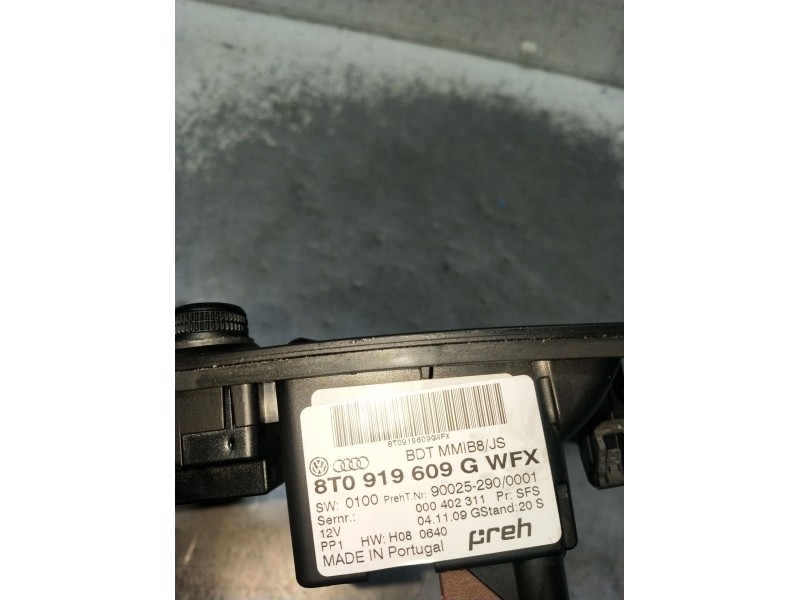 8T0919609GWFX
BDT MMIB8/JS
8T0 919 609 G WFX
SW: 0100 PrehT.Nr: 90025-290/0001
Sernr.: 000 402 311 Pr: SFS
12V 04.11.09 GStand: 20 S
PP1 HW: H08 0640
MADE IN Portugal preh